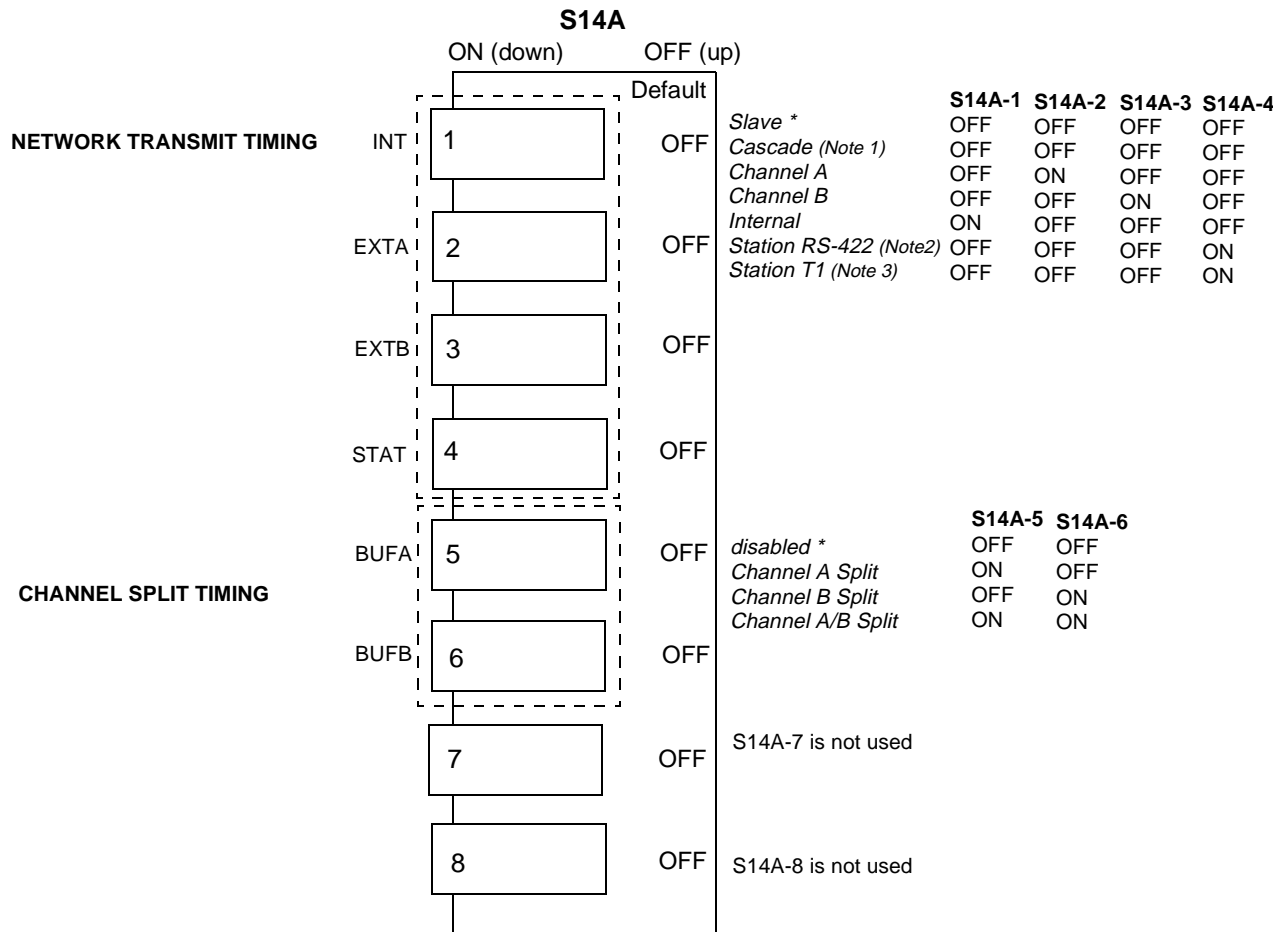 S14A
ON (down) OFF (up)
Default
S14A-1 S14A-2 S14A-3 S14A-4
NETWORK TRANSMIT TIMING INT 1 OFF
Slave * OFF OFF OFF OFF
Cascade (Note 1) OFF OFF OFF OFF
Channel A OFF ON OFF OFF
Channel B OFF OFF ON OFF
Internal ON OFF OFF OFF
EXTA 2 OFF
Station RS-422 (Note2) OFF OFF OFF ON
Station T1 (Note 3) OFF OFF OFF ON
EXTB 3 OFF
STAT 4 OFF
S14A-5 S14A-6
BUFA 5 OFF
disabled * OFF OFF
Channel A Split ON OFF
CHANNEL SPLIT TIMING
Channel B Split OFF ON
Channel A/B Split ON ON
BUFB 6 OFF
7 OFF S14A-7 is not used
8 OFF S14A-8 is not used